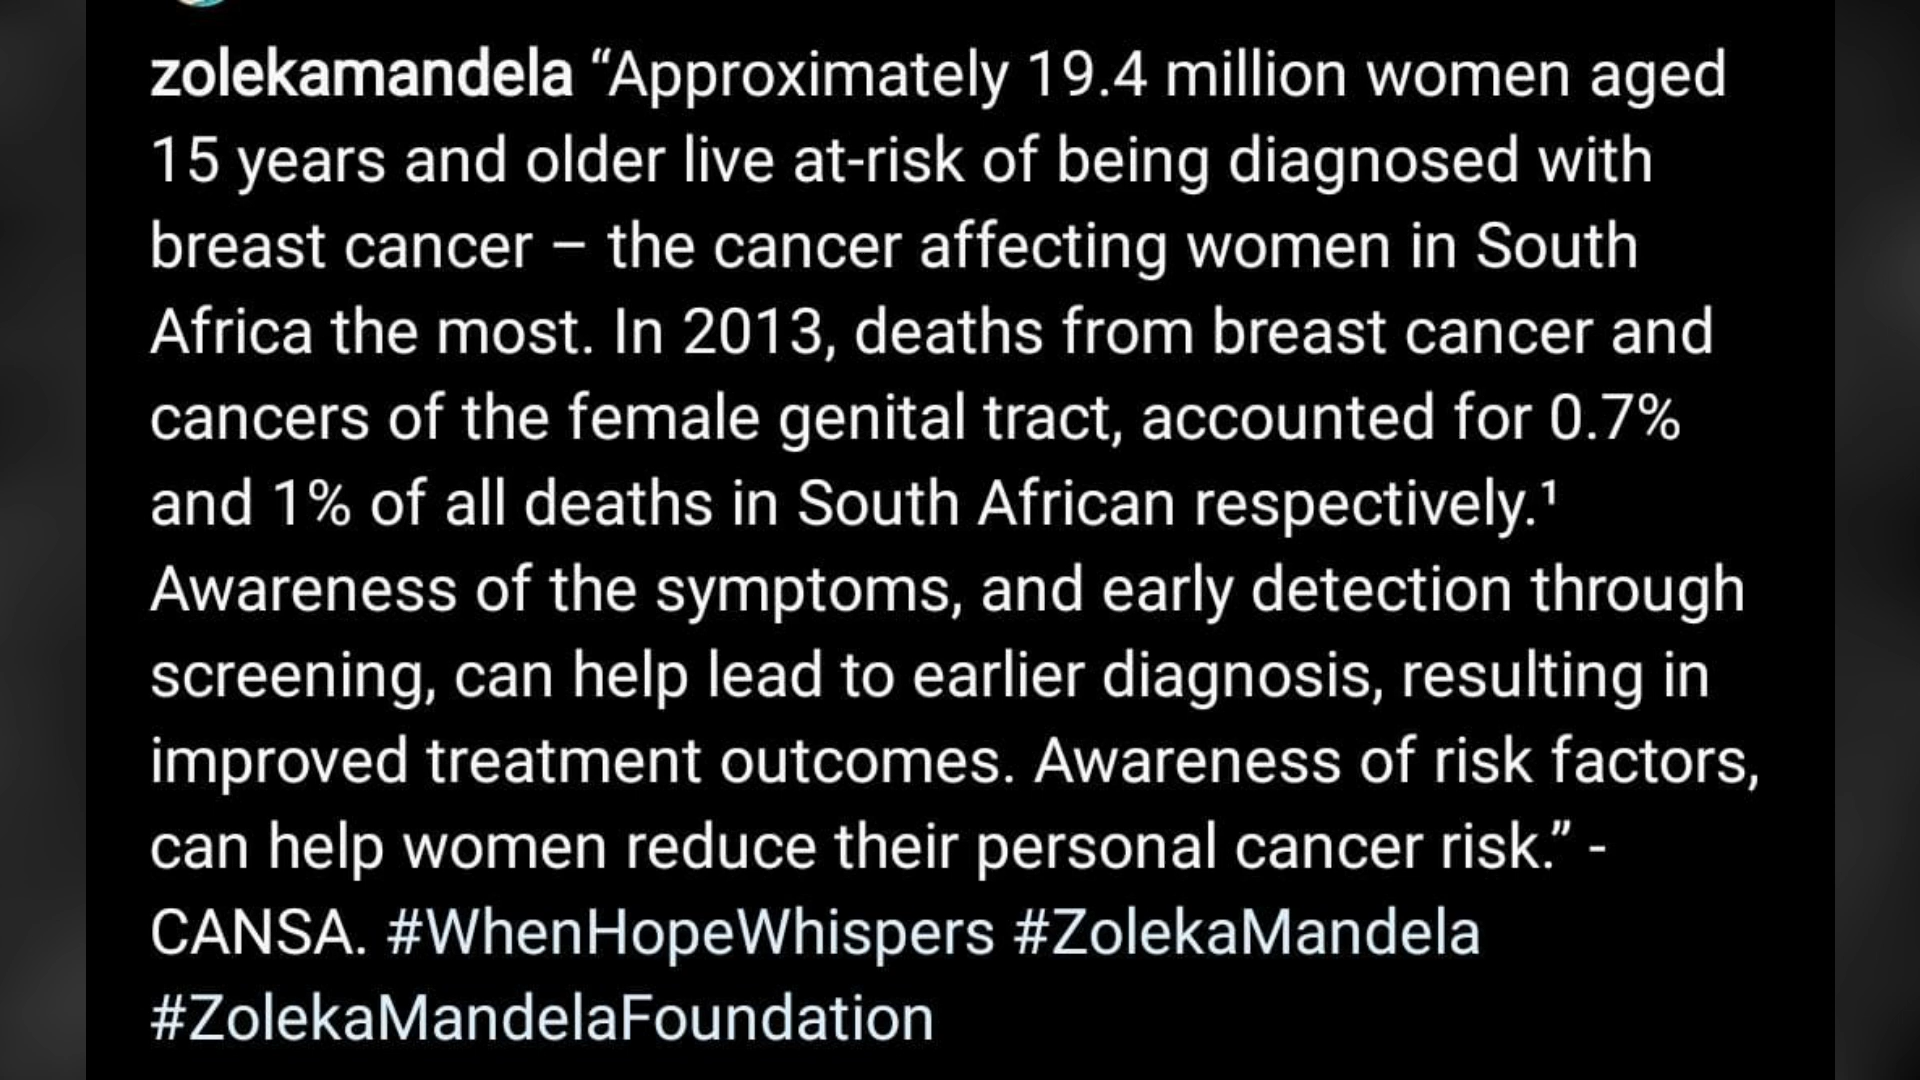 zolekamandela “Approximately 19.4 million women aged
15 years and older live at-risk of being diagnosed with
breast cancer – the cancer affecting women in South
Africa the most. In 2013, deaths from breast cancer and
cancers of the female genital tract, accounted for 0.7%
and 1% of all deaths in South African respectively.¹
Awareness of the symptoms, and early detection through
screening, can help lead to earlier diagnosis, resulting in
improved treatment outcomes. Awareness of risk factors,
can help women reduce their personal cancer risk.” -
CANSA. #WhenHopeWhispers #ZolekaMandela
#ZolekaMandelaFoundation